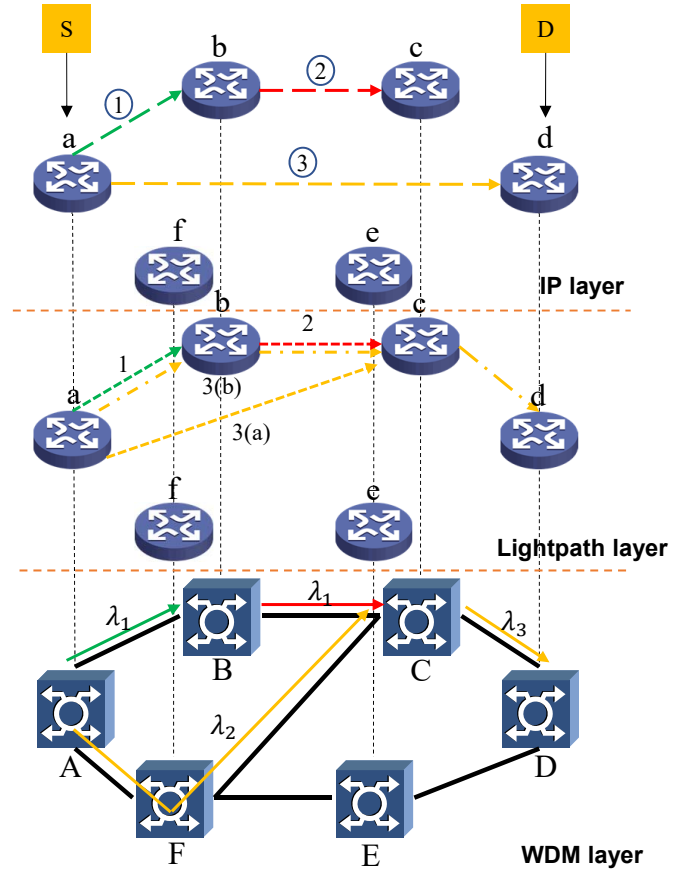 S
D
b
c
①
②
a
③
d
f
e
IP layer
b
c
2
1
a
3(b)
d
3(a)
f
e
Lightpath layer
λ₁
λ₁
λ₃
B
C
λ₂
A
D
F
E
WDM layer